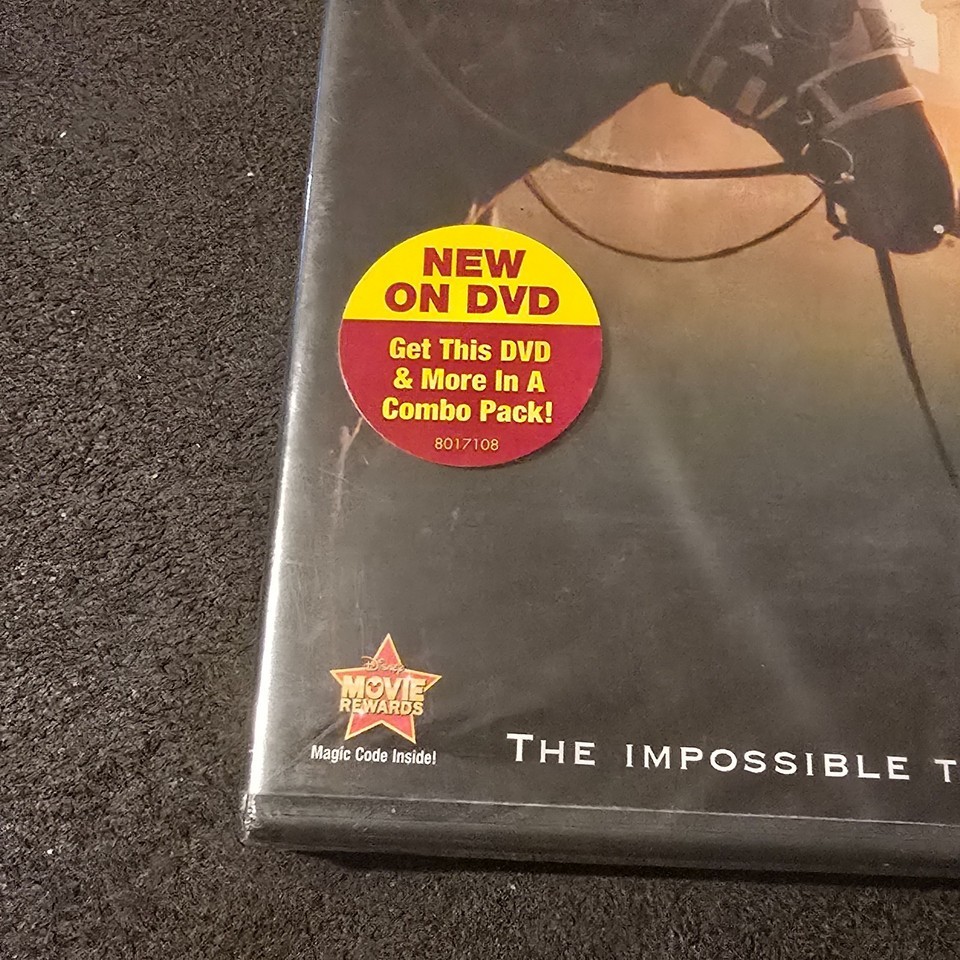 NEW
ON DVD
Get This DVD
& More In A
Combo Pack!
8017108
Disney
MOVIE
REWARDS
Magic Code Inside!
THE IMPOSSIBLE T